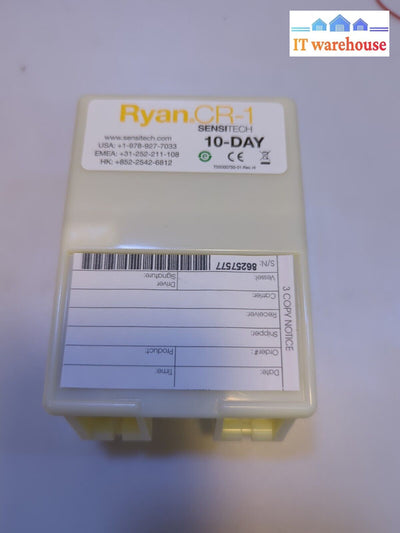 IT warehouse
Ryan CR-1
SENSITECH
www.sensitech.com
USA: +1-978-927-7033
EMEA: +31-252-211-108
HK: +852-2542-6812
10-DAY
CE
3 COPY NOTICE
Date:
Time:
Order#:
Product:
Shipper:
Receiver:
Carrier:
Vessel:
Driver
Signature:
S/N:
86257577